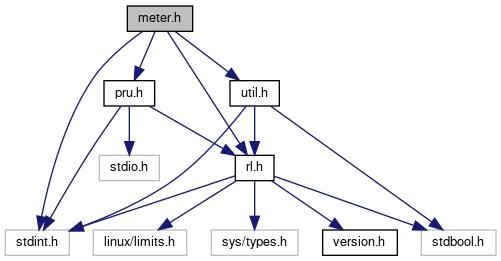 meter.h
pru.h
util.h
stdio.h
rl.h
stdint.h
linux/limits.h
sys/types.h
version.h
stdbool.h